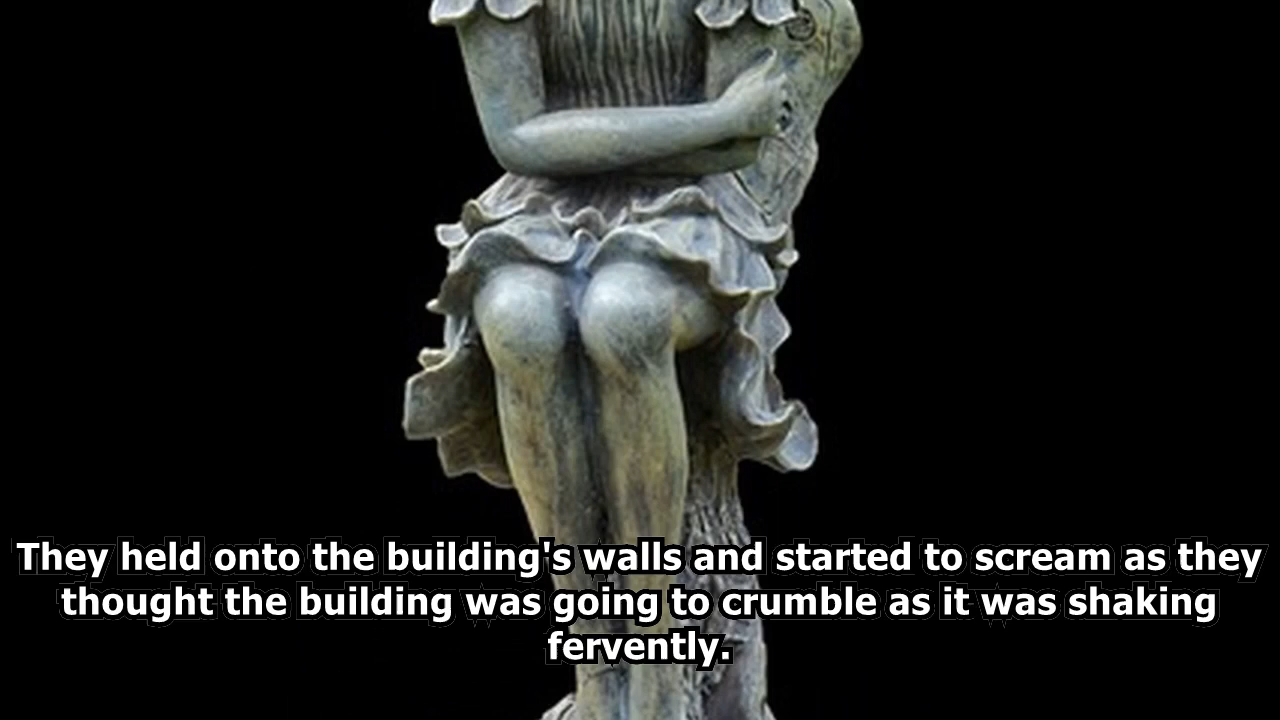 They held onto the building's walls and started to scream as they
thought the building was going to crumble as it was shaking
fervently.